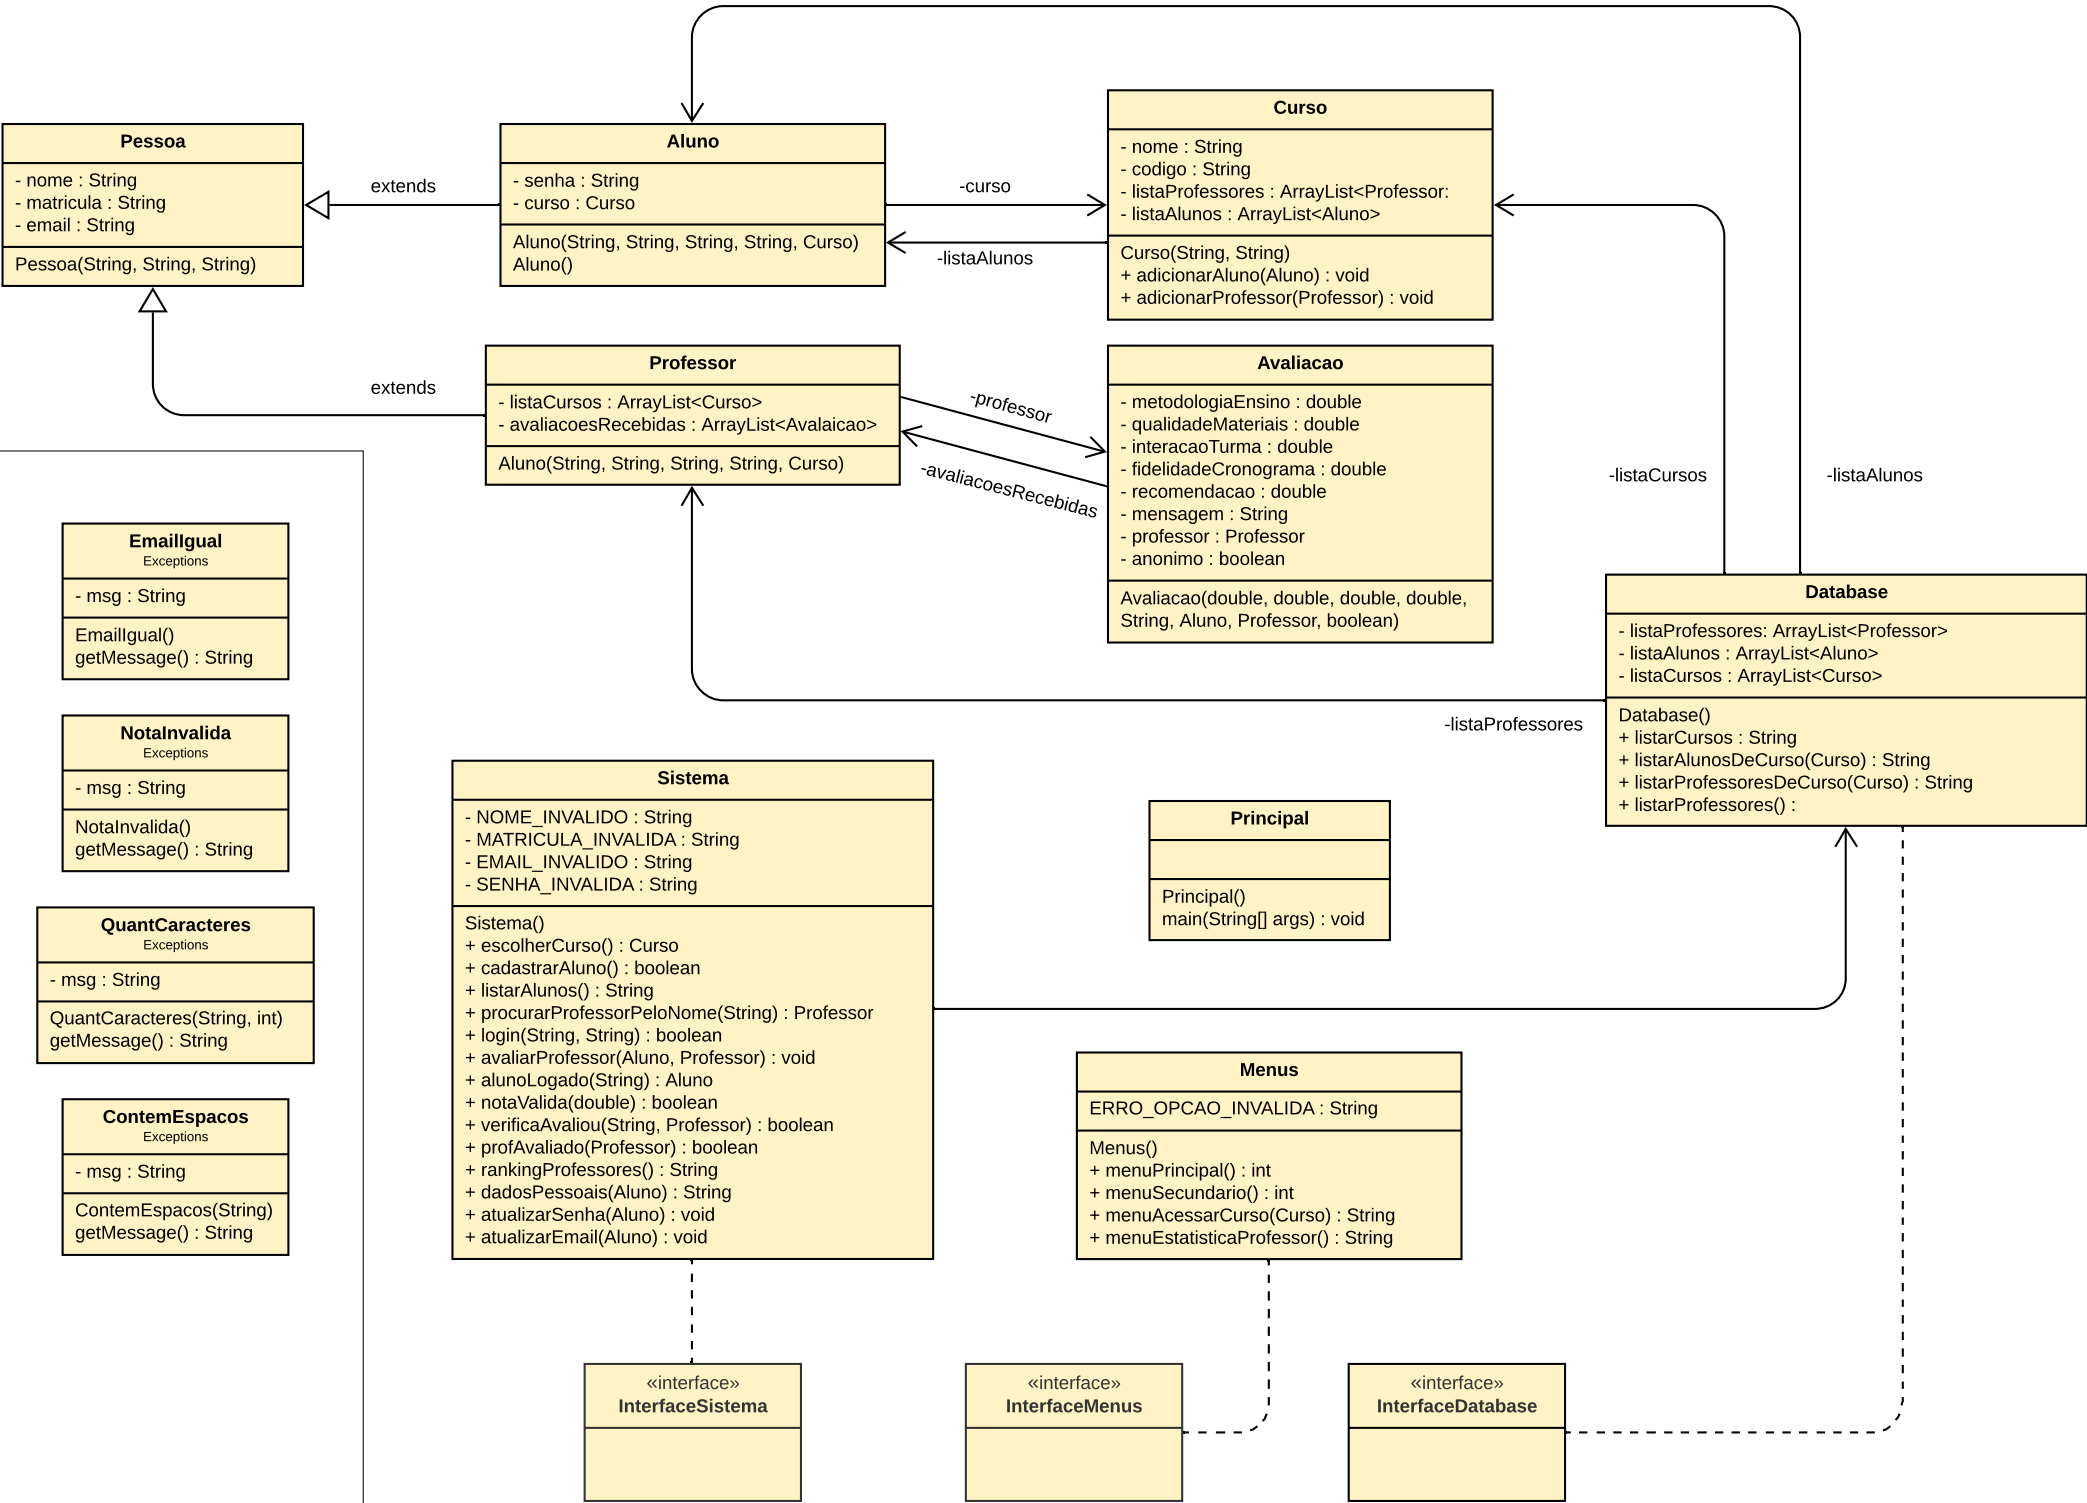 Pessoa
- nome : String
- matricula : String
- email : String
Pessoa(String, String, String)
extends
Aluno
- senha : String
- curso : Curso
Aluno(String, String, String, String, Curso)
Aluno()
-curso
-listaAlunos
Curso
- nome : String
- codigo : String
- listaProfessores : ArrayList<Professor:
- listaAlunos : ArrayList<Aluno>
Curso(String, String)
+ adicionarAluno(Aluno) : void
+ adicionarProfessor(Professor) : void
extends
Professor
- listaCursos : ArrayList<Curso>
- avaliacoesRecebidas : ArrayList<Avalaicao>
Aluno(String, String, String, String, Curso)
-professor
-avaliacoesRecebidas
Avaliacao
- metodologiaEnsino : double
- qualidadeMateriais : double
- interacaoTurma : double
- fidelidadeCronograma : double
- recomendacao : double
- mensagem : String
- professor : Professor
- anonimo : boolean
Avaliacao(double, double, double, double,
String, Aluno, Professor, boolean)
-listaCursos
-listaAlunos
Database
- listaProfessores: ArrayList<Professor>
- listaAlunos : ArrayList<Aluno>
- listaCursos : ArrayList<Curso>
Database()
+ listarCursos : String
+ listarAlunosDeCurso(Curso) : String
+ listarProfessoresDeCurso(Curso) : String
+ listarProfessores() :
-listaProfessores
EmailIgual
Exceptions
- msg : String
EmailIgual()
getMessage() : String
NotaInvalida
Exceptions
- msg : String
NotaInvalida()
getMessage() : String
QuantCaracteres
Exceptions
- msg : String
QuantCaracteres(String, int)
getMessage() : String
ContemEspacos
Exceptions
- msg : String
ContemEspacos(String)
getMessage() : String
Sistema
- NOME_INVALIDO : String
- MATRICULA_INVALIDA : String
- EMAIL_INVALIDO : String
- SENHA_INVALIDA : String
Sistema()
+ escolherCurso() : Curso
+ cadastrarAluno() : boolean
+ listarAlunos() : String
+ procurarProfessorPeloNome(String) : Professor
+ login(String, String) : boolean
+ avaliarProfessor(Aluno, Professor) : void
+ alunoLogado(String) : Aluno
+ notaValida(double) : boolean
+ verificaAvaliou(String, Professor) : boolean
+ profAvaliado(Professor) : boolean
+ rankingProfessores() : String
+ dadosPessoais(Aluno) : String
+ atualizarSenha(Aluno) : void
+ atualizarEmail(Aluno) : void
Principal
Principal()
main(String[] args) : void
Menus
ERRO_OPCAO_INVALIDA : String
Menus()
+ menuPrincipal() : int
+ menuSecundario() : int
+ menuAcessarCurso(Curso) : String
+ menuEstatisticaProfessor() : String
«interface»
InterfaceSistema
«interface»
InterfaceMenus
«interface»
InterfaceDatabase